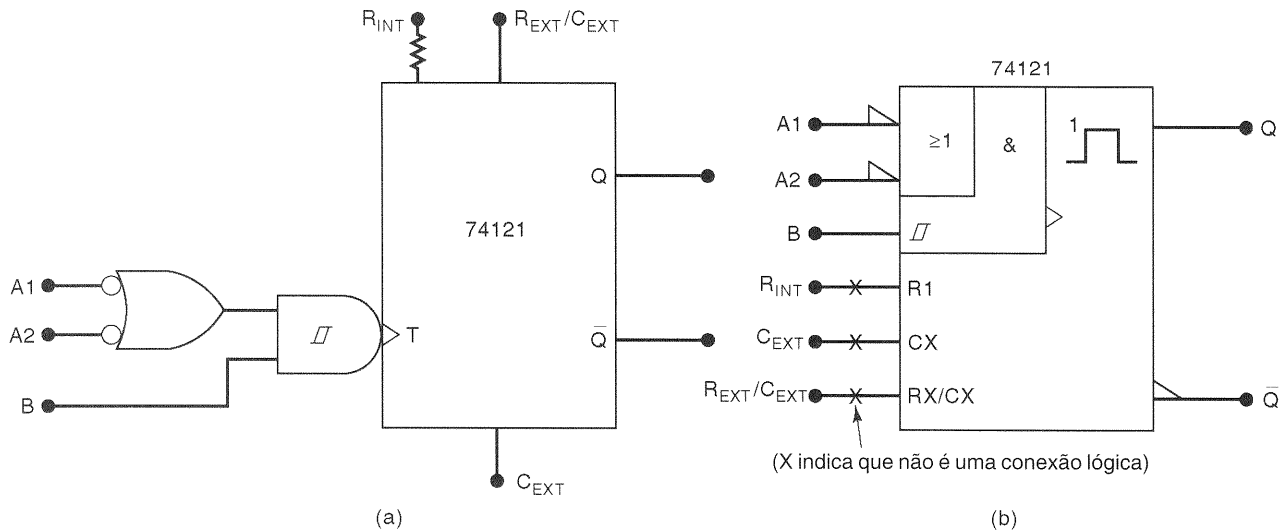 R_INT
R_EXT/C_EXT
74121
Q
Q̅
T
A1
A2
B
C_EXT
(a)
74121
A1
A2
B
≥1
&
1
Q
R_INT
R1
C_EXT
CX
R_EXT/C_EXT
RX/CX
Q̅
(X indica que não é uma conexão lógica)
(b)